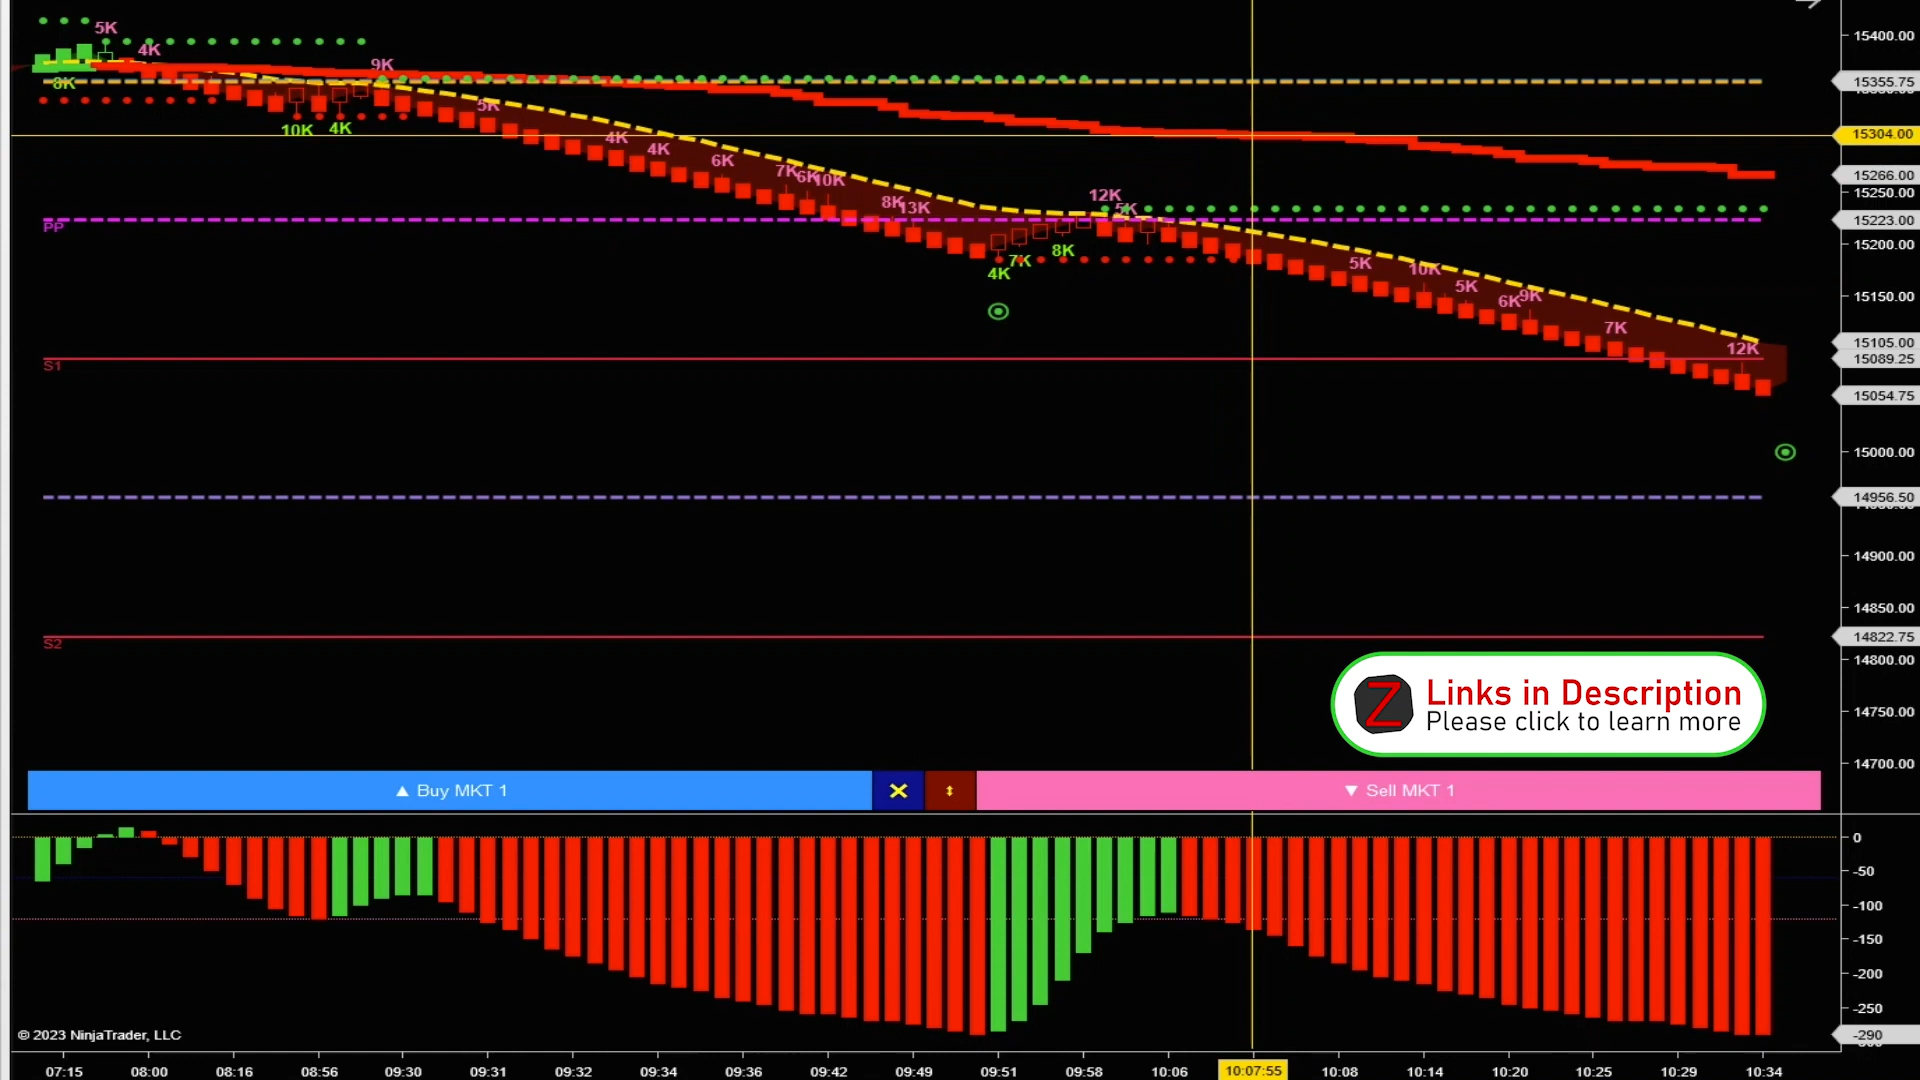 5K
4K
9K
8K
10K
4K
5K
4K
4K
6K
7K
6K
10K
8K
13K
12K
5K
8K
7K
4K
5K
10K
5K
6K
9K
7K
12K
PP
S1
S2
15400.00
15355.75
15304.00
15266.00
15250.00
15223.00
15200.00
15150.00
15105.00
15089.25
15054.75
15000.00
14956.50
14900.00
14850.00
14822.75
14800.00
14750.00
14700.00
Links in Description
Please click to learn more
▲ Buy MKT 1
▼ Sell MKT 1
0
-50
-100
-150
-200
-250
-290
© 2023 NinjaTrader, LLC
07:15 08:00 08:16 08:56 09:30 09:31 09:32 09:34 09:36 09:42 09:49 09:51 09:58 10:06 10:07:55 10:08 10:14 10:20 10:25 10:29 10:34